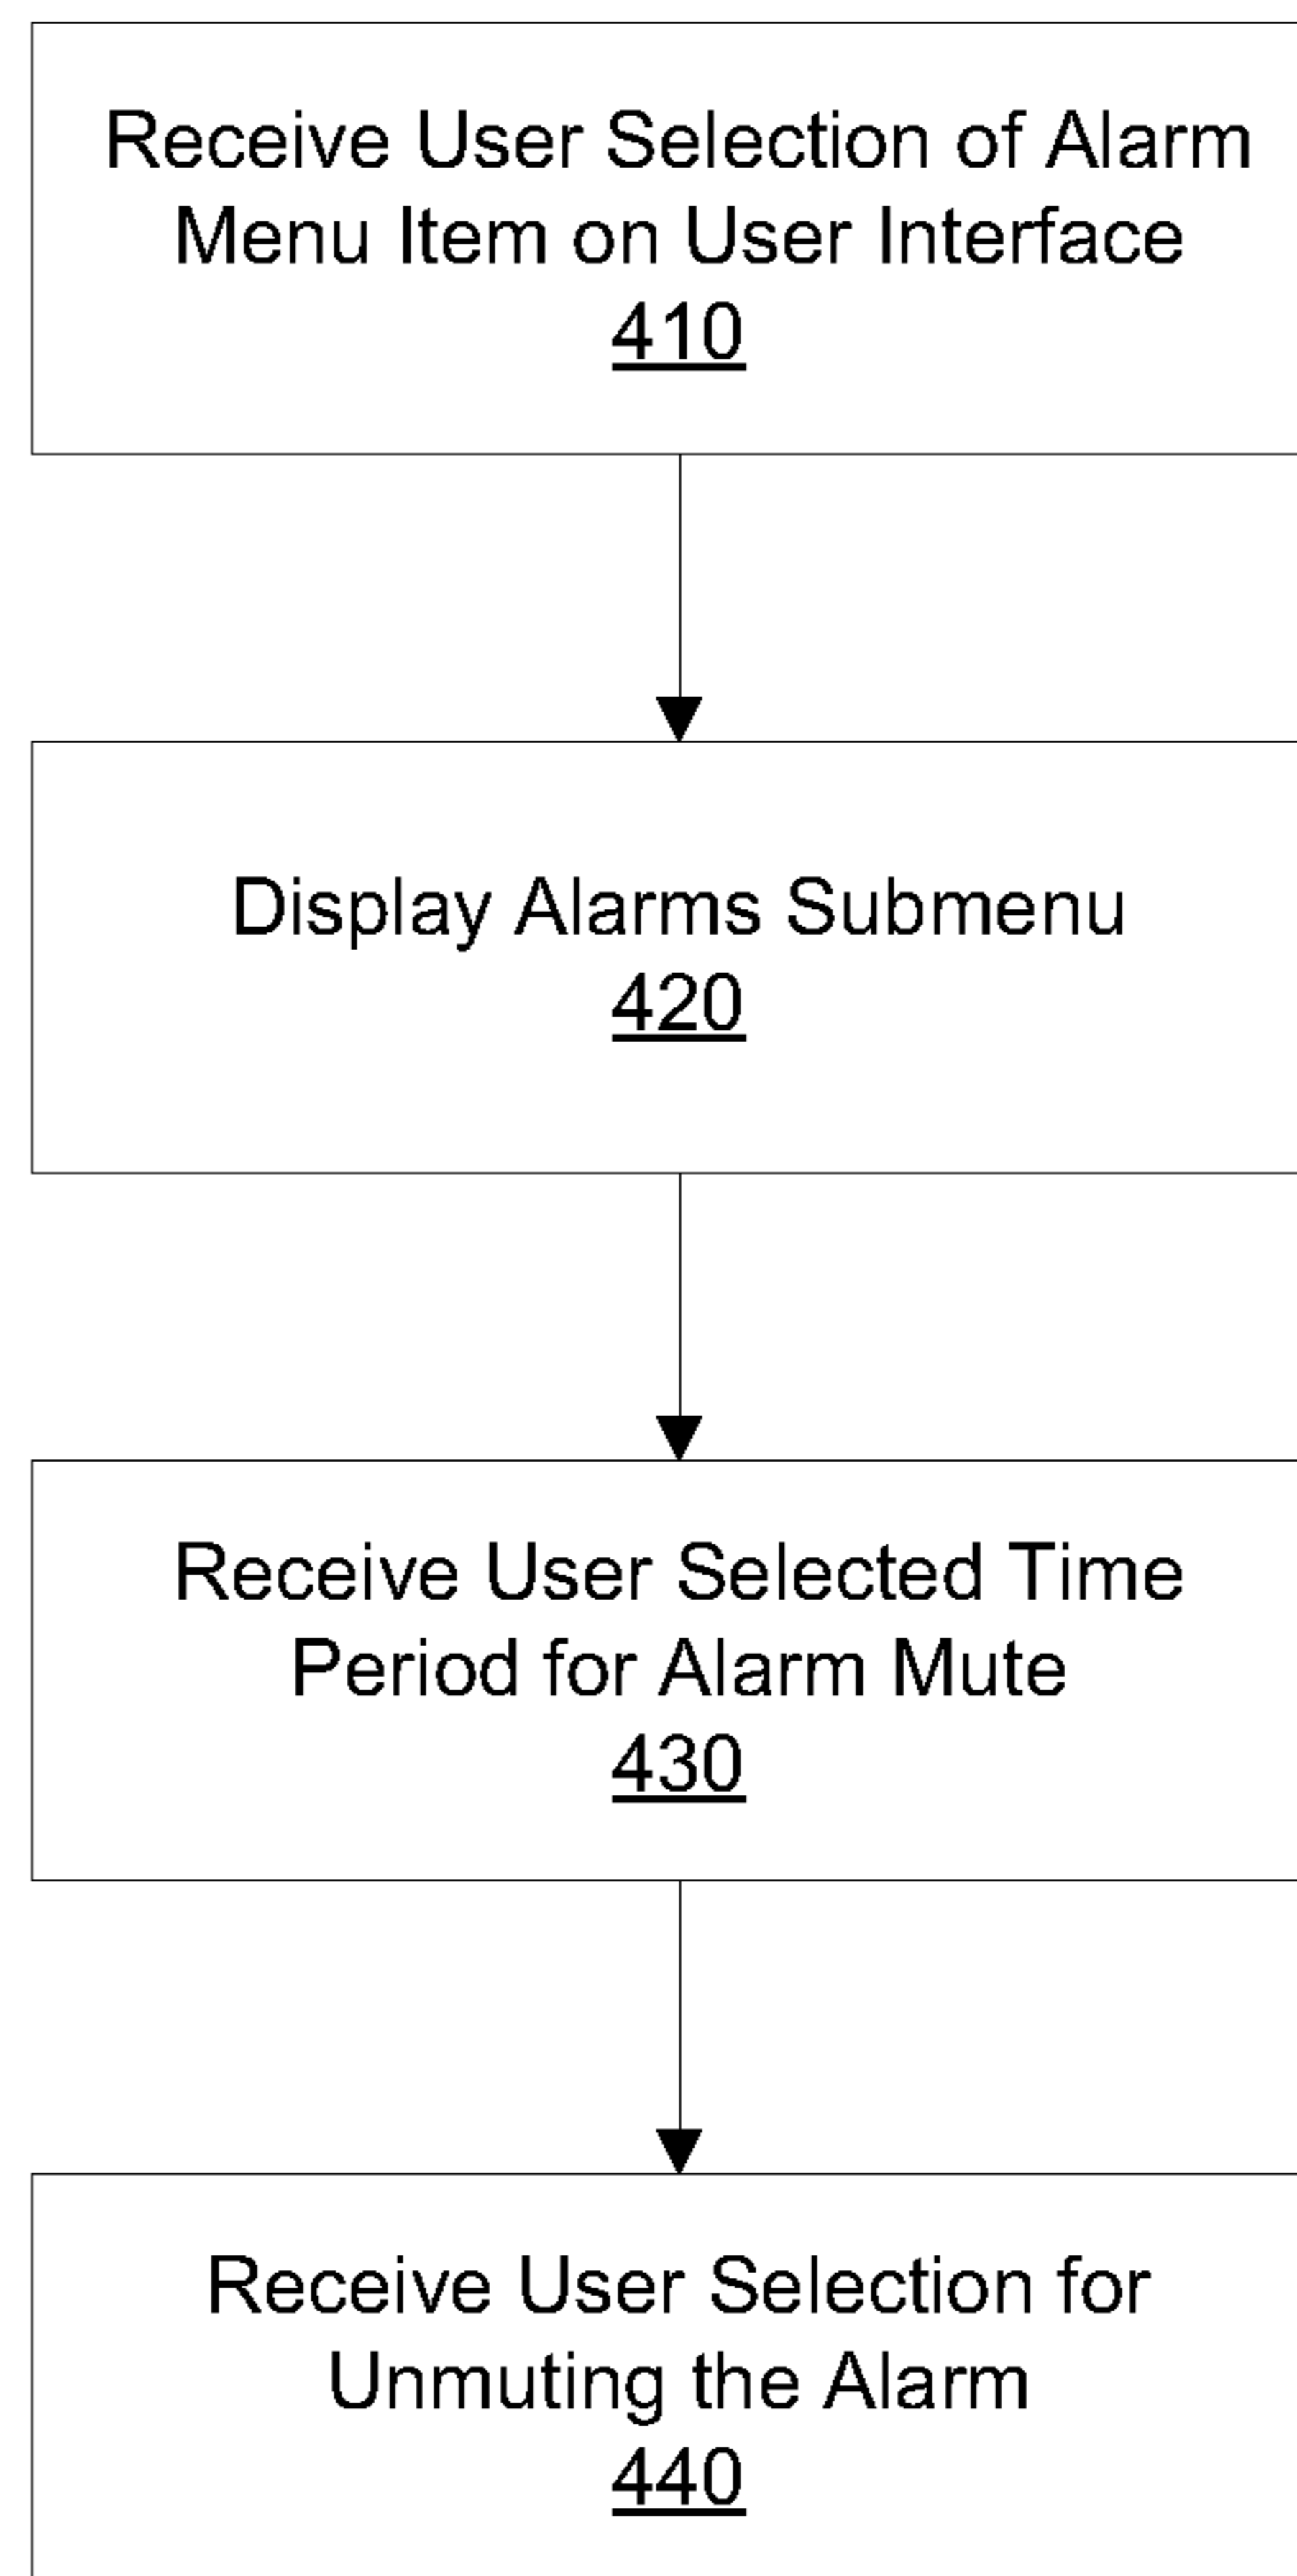 Receive User Selection of Alarm
Menu Item on User Interface
410
Display Alarms Submenu
420
Receive User Selected Time
Period for Alarm Mute
430
Receive User Selection for
Unmuting the Alarm
440